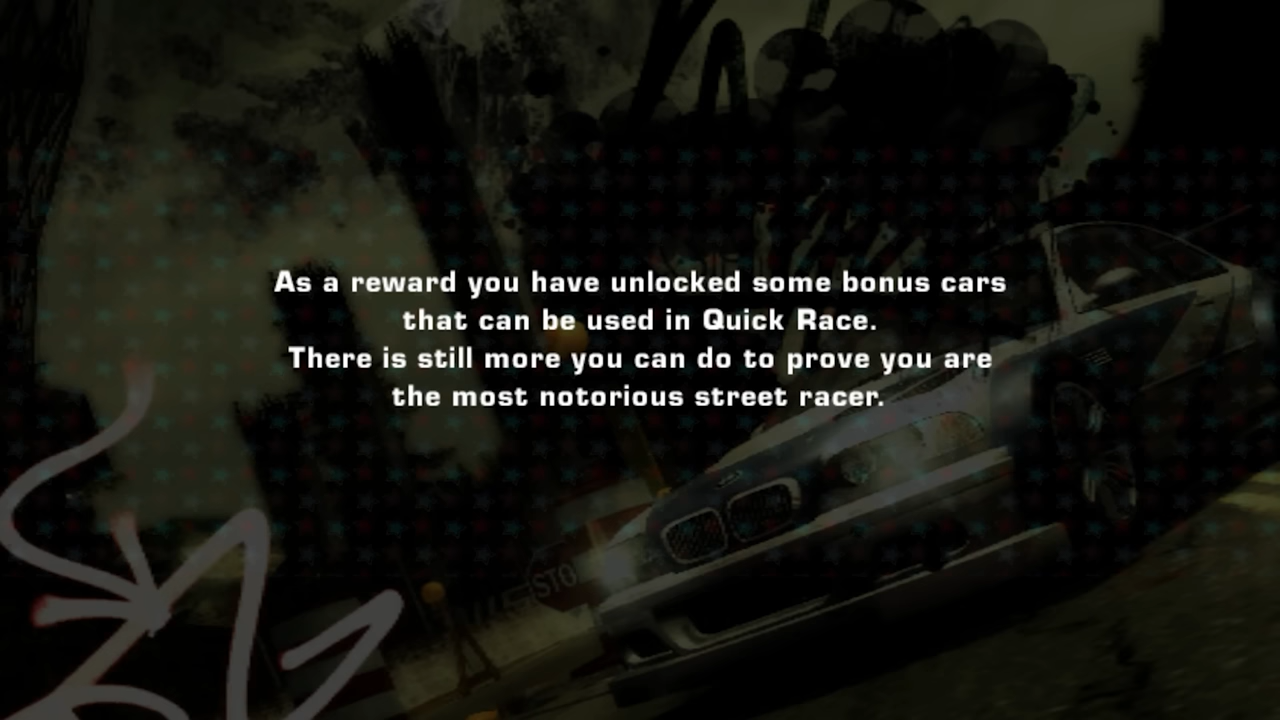 As a reward you have unlocked some bonus cars
that can be used in Quick Race.
There is still more you can do to prove you are
the most notorious street racer.
STO